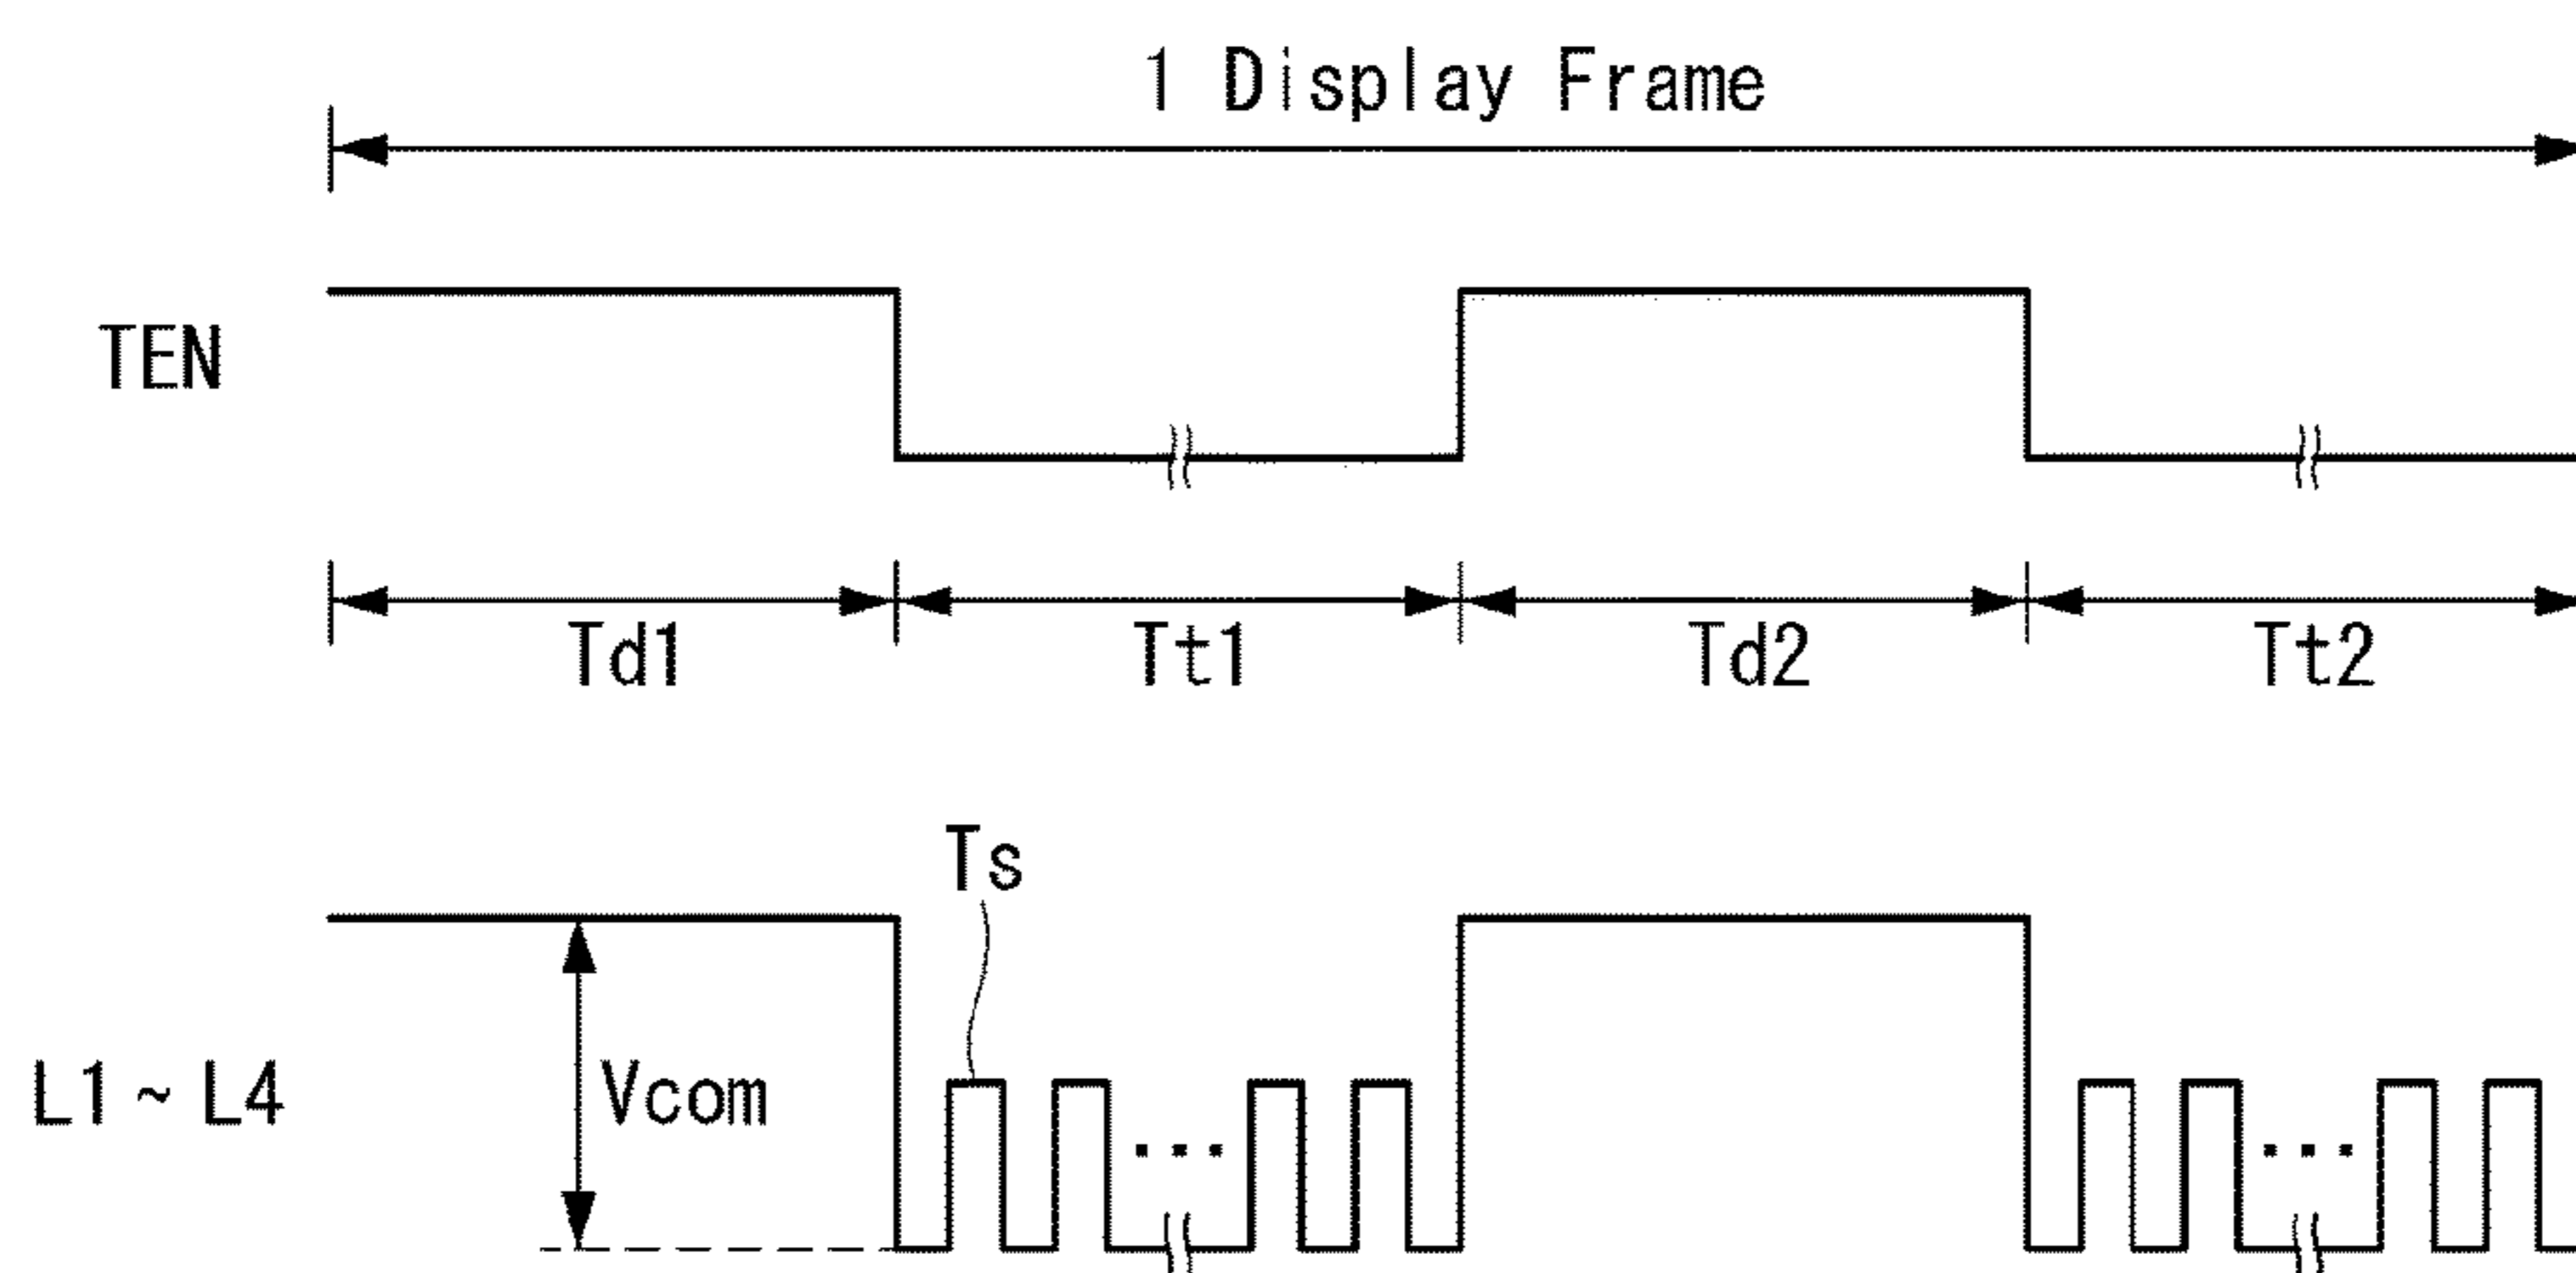 1 Display Frame
TEN
Td1 Tt1 Td2 Tt2
Ts
L1 ~ L4 Vcom
...
...